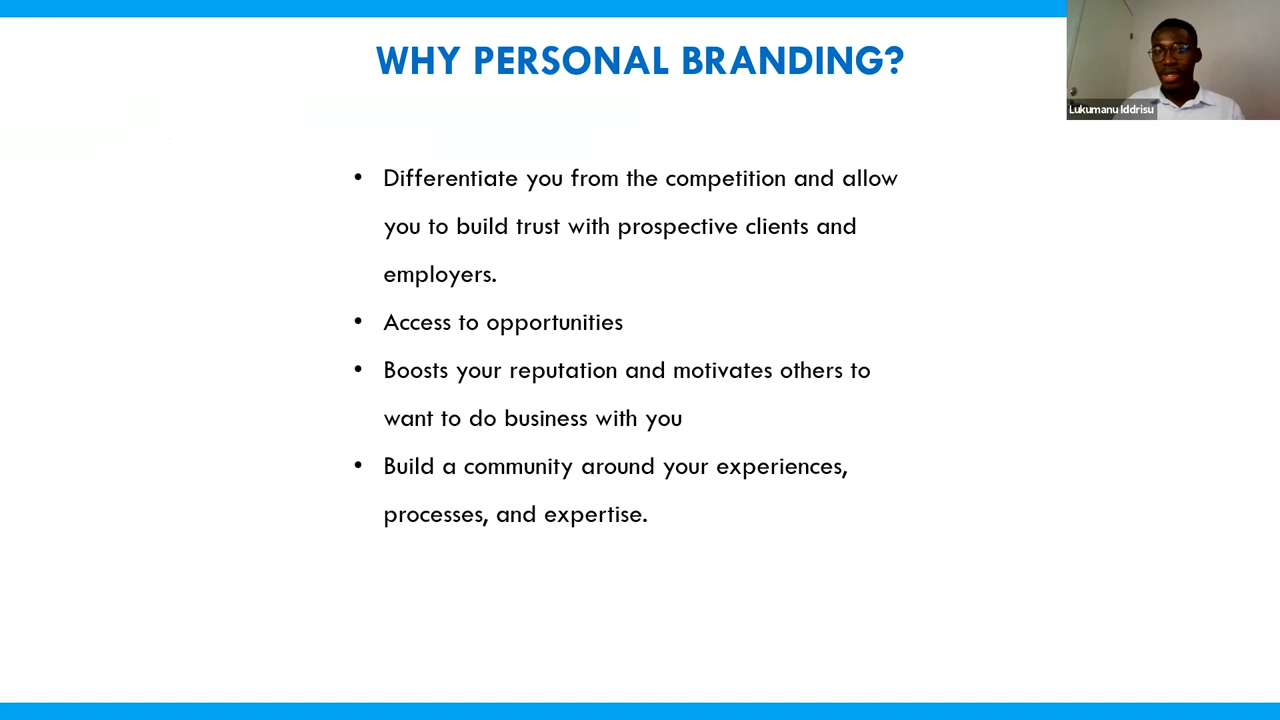 WHY PERSONAL BRANDING?
Lukumanu Iddrisu
• Differentiate you from the competition and allow
you to build trust with prospective clients and
employers.
• Access to opportunities
• Boosts your reputation and motivates others to
want to do business with you
• Build a community around your experiences,
processes, and expertise.